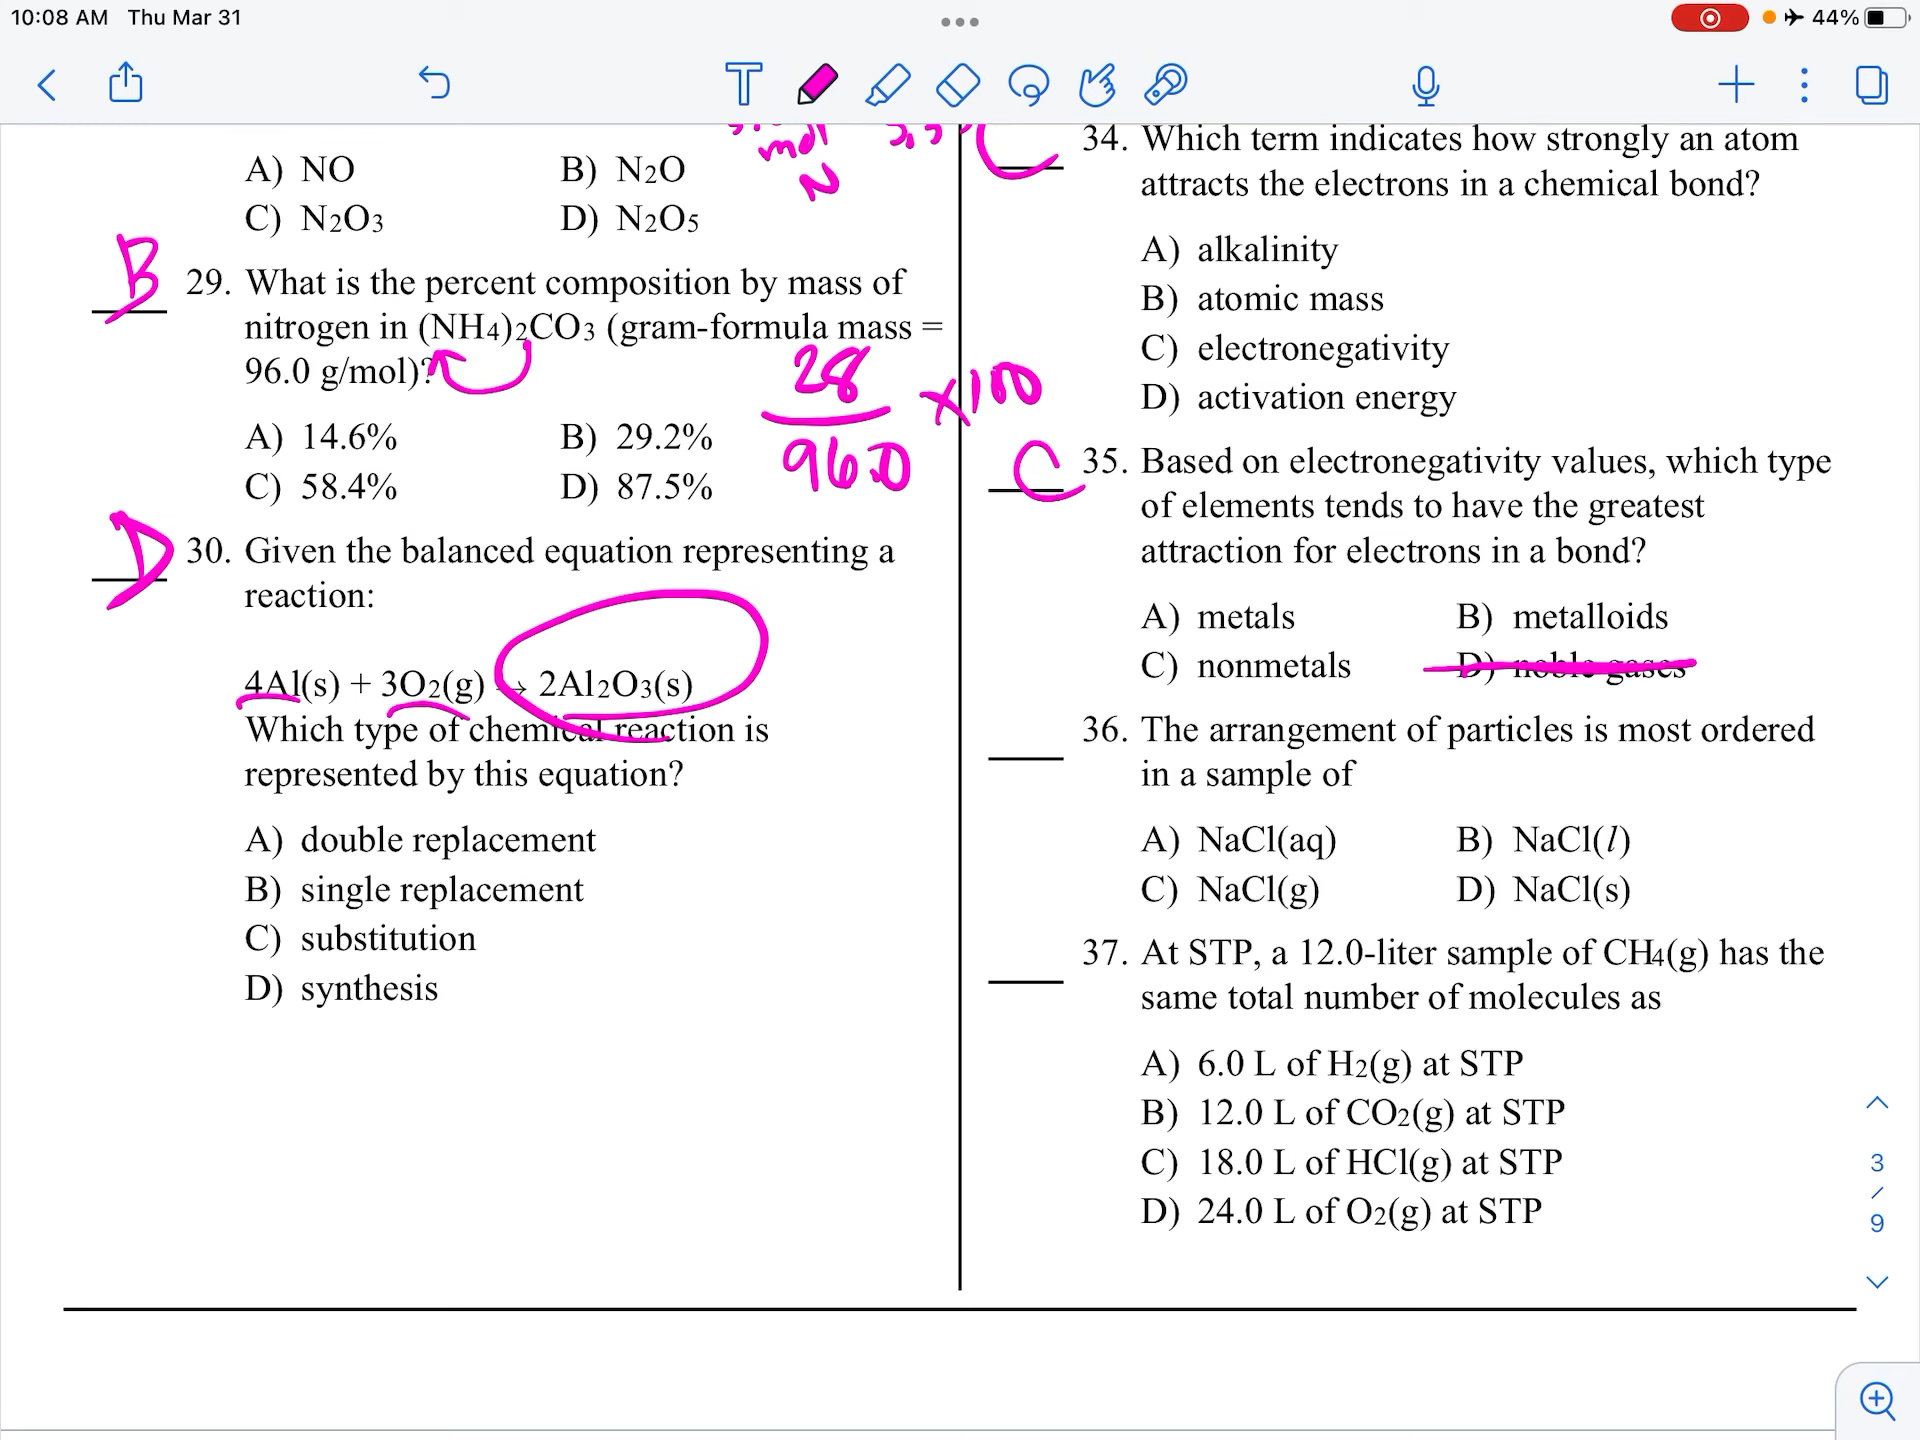 10:08 AM Thu Mar 31
44%
mol
N
A) NO B) N2O
C) N2O3 D) N2O5
B
29. What is the percent composition by mass of
nitrogen in (NH4)2CO3 (gram-formula mass =
96.0 g/mol)?
28
96.0
×100
A) 14.6% B) 29.2%
C) 58.4% D) 87.5%
D
30. Given the balanced equation representing a
reaction:
4Al(s) + 3O2(g) → 2Al2O3(s)
Which type of chemical reaction is
represented by this equation?
A) double replacement
B) single replacement
C) substitution
D) synthesis
C
34. Which term indicates how strongly an atom
attracts the electrons in a chemical bond?
A) alkalinity
B) atomic mass
C) electronegativity
D) activation energy
C
35. Based on electronegativity values, which type
of elements tends to have the greatest
attraction for electrons in a bond?
A) metals B) metalloids
C) nonmetals D) noble gases
36. The arrangement of particles is most ordered
in a sample of
A) NaCl(aq) B) NaCl(l)
C) NaCl(g) D) NaCl(s)
37. At STP, a 12.0-liter sample of CH4(g) has the
same total number of molecules as
A) 6.0 L of H2(g) at STP
B) 12.0 L of CO2(g) at STP
C) 18.0 L of HCl(g) at STP
D) 24.0 L of O2(g) at STP
3
/
9